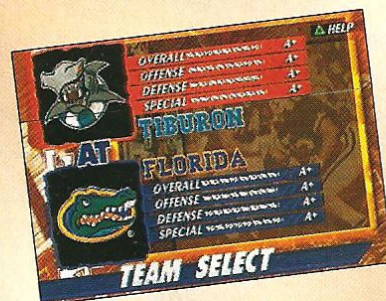 HELP
OVERALL A+
OFFENSE A+
DEFENSE A+
SPECIAL A+
TIBURON
AT
FLORIDA
OVERALL A+
OFFENSE A+
DEFENSE A+
SPECIAL A+
TEAM SELECT